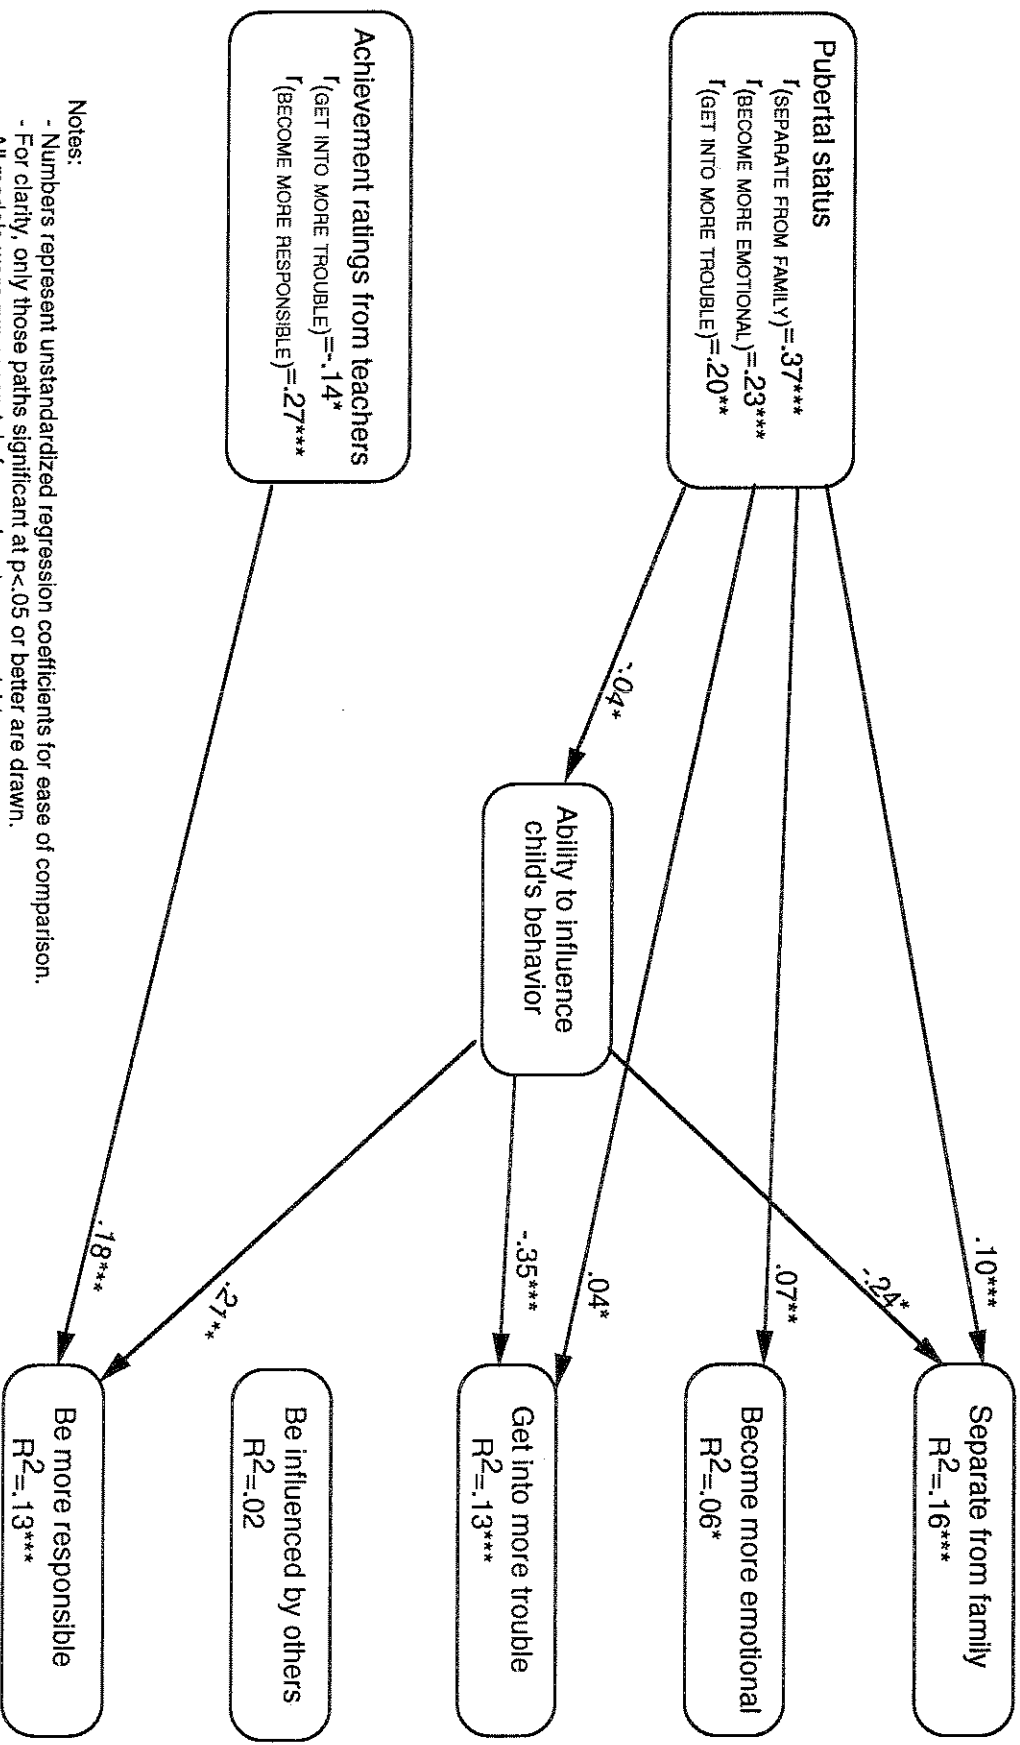 Pubertal status
r(SEPARATE FROM FAMILY)=.37***
r(BECOME MORE EMOTIONAL)=.23***
r(GET INTO MORE TROUBLE)=.20**
Achievement ratings from teachers
r(GET INTO MORE TROUBLE)=-.14*
r(BECOME MORE RESPONSIBLE)=.27***
-.04*
Ability to influence
child's behavior
.10***
-.24*
.07**
.04*
-.35***
.21**
.18***
Separate from family
R2=.16***
Become more emotional
R2=.06*
Get into more trouble
R2=.13***
Be influenced by others
R2=.02
Be more responsible
R2=.13***
Notes:
- Numbers represent unstandardized regression coefficients for ease of comparison.
- For clarity, only those paths significant at p<.05 or better are drawn.